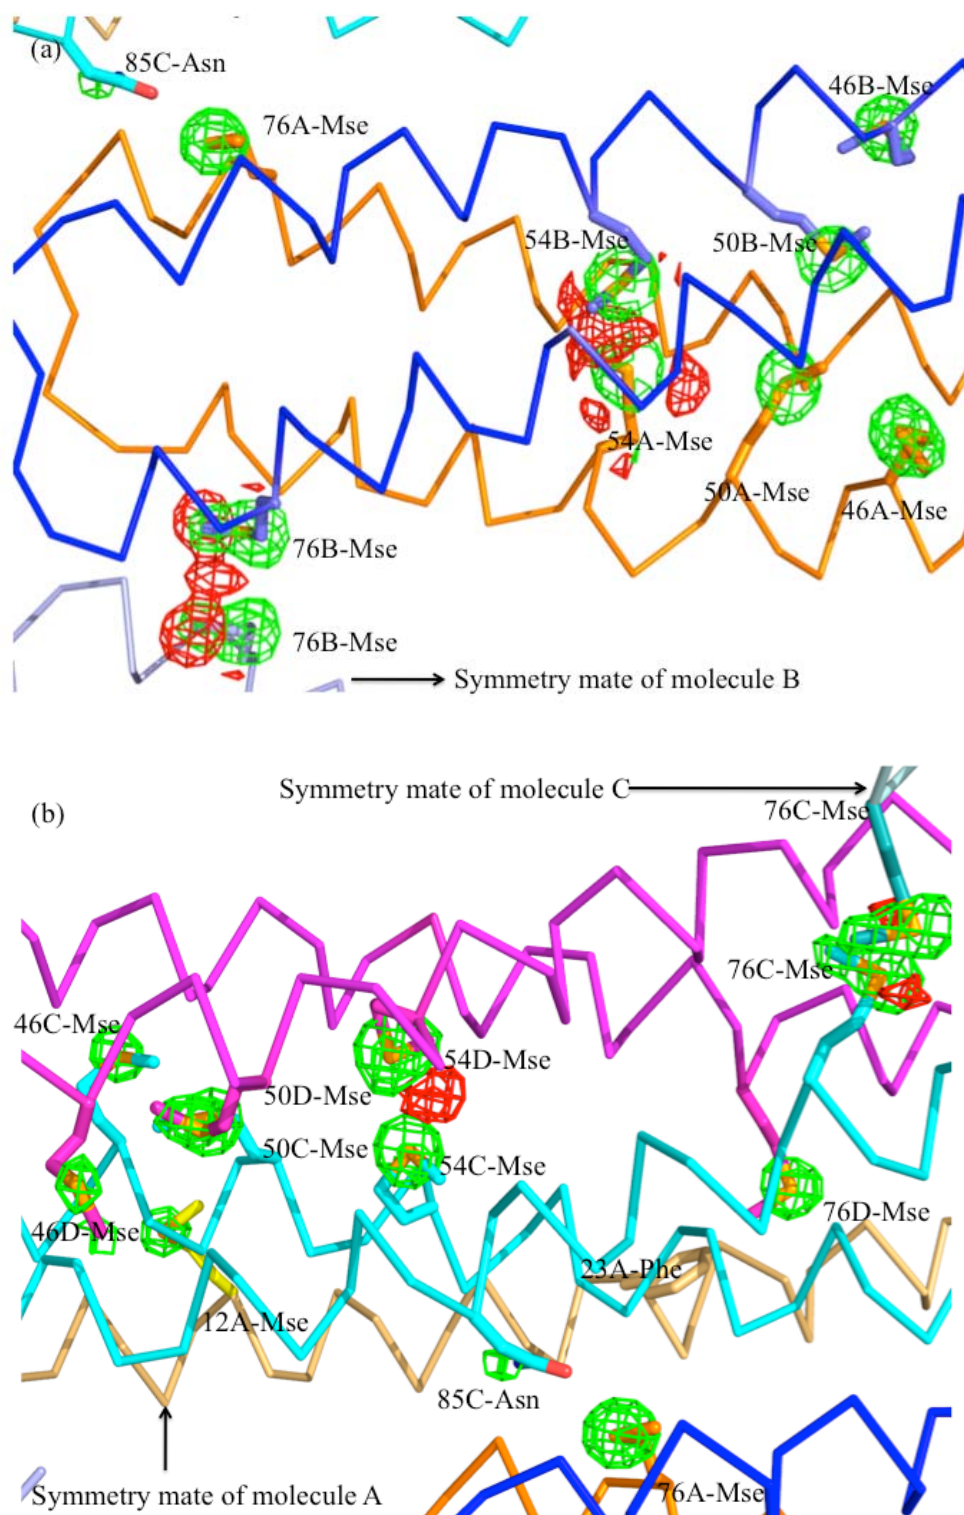 (a)
85C-Asn
76A-Mse
46B-Mse
54B-Mse
50B-Mse
54A-Mse
50A-Mse
46A-Mse
76B-Mse
76B-Mse
Symmetry mate of molecule B
Symmetry mate of molecule C
76C-Mse
(b)
76C-Mse
46C-Mse
54D-Mse
50D-Mse
50C-Mse
54C-Mse
76D-Mse
46D-Mse
23A-Phe
12A-Mse
85C-Asn
76A-Mse
Symmetry mate of molecule A